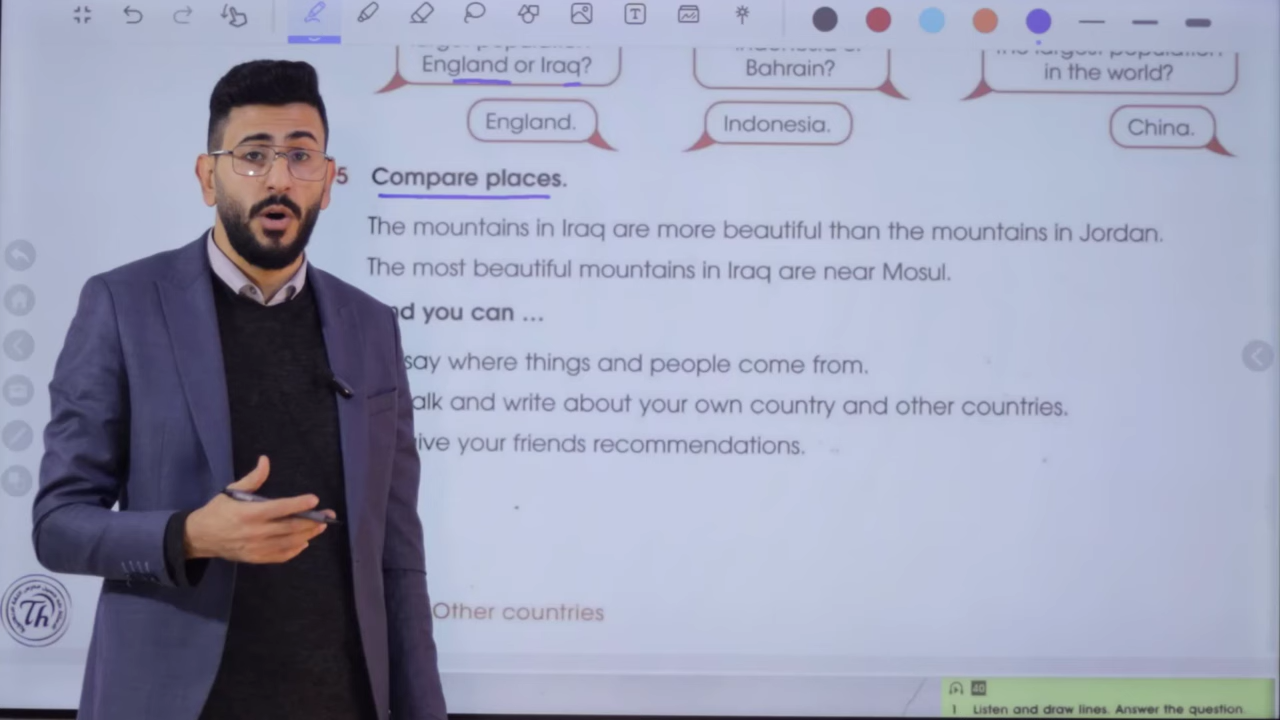 England or Iraq?
Bahrain?
in the world?
England.
Indonesia.
China.
5 Compare places.
The mountains in Iraq are more beautiful than the mountains in Jordan.
The most beautiful mountains in Iraq are near Mosul.
you can ...
say where things and people come from.
and write about your own country and other countries.
your friends recommendations.
Th
Other countries
40
1 Listen and draw lines. Answer the question.